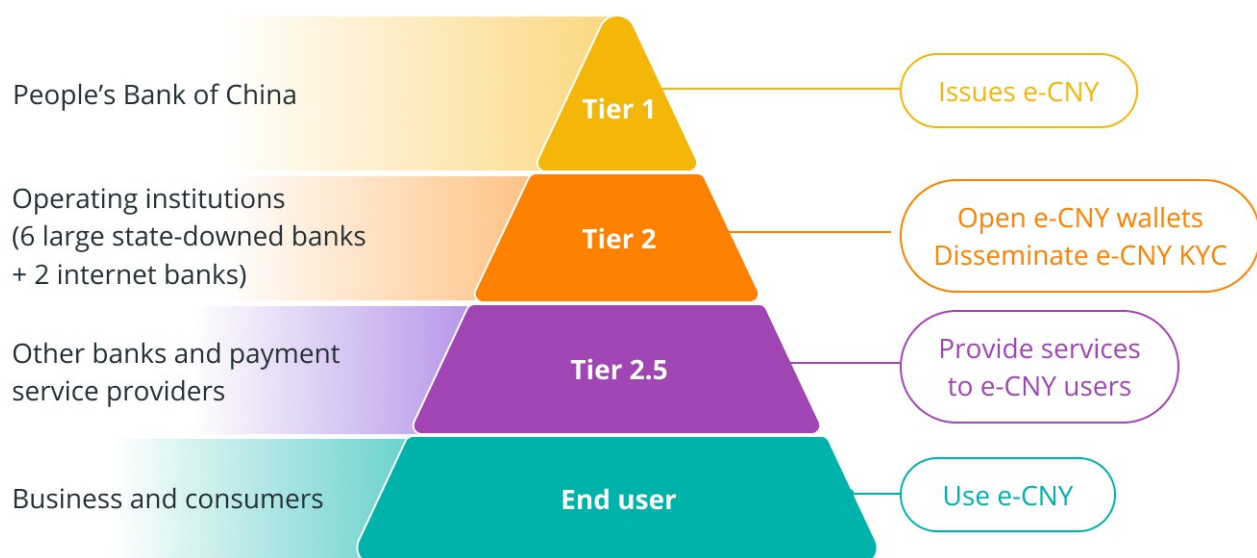 People's Bank of China
Tier 1
Issues e-CNY
Operating institutions
(6 large state-downed banks
+ 2 internet banks)
Tier 2
Open e-CNY wallets
Disseminate e-CNY KYC
Other banks and payment
service providers
Tier 2.5
Provide services
to e-CNY users
Business and consumers
End user
Use e-CNY